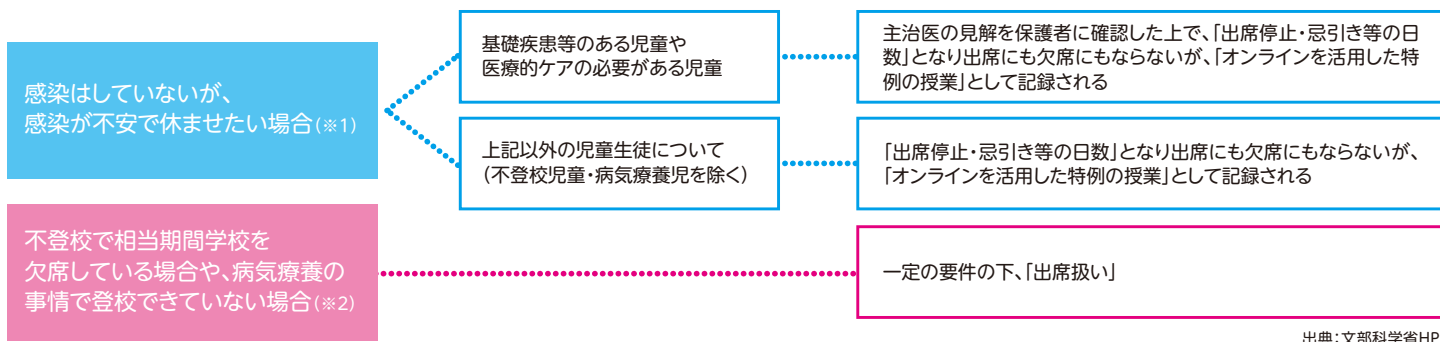 感染はしていないが、
感染が不安で休ませたい場合(※1)
基礎疾患等のある児童や
医療的ケアの必要がある児童
主治医の見解を保護者に確認した上で、「出席停止・忌引き等の日
数」となり出席にも欠席にもならないが、「オンラインを活用した特
例の授業」として記録される
上記以外の児童生徒について
(不登校児童・病気療養児を除く)
「出席停止・忌引き等の日数」となり出席にも欠席にもならないが、
「オンラインを活用した特例の授業」として記録される
不登校で相当期間学校を
欠席している場合や、病気療養の
事情で登校できていない場合(※2)
一定の要件の下、「出席扱い」
出典:文部科学省HP